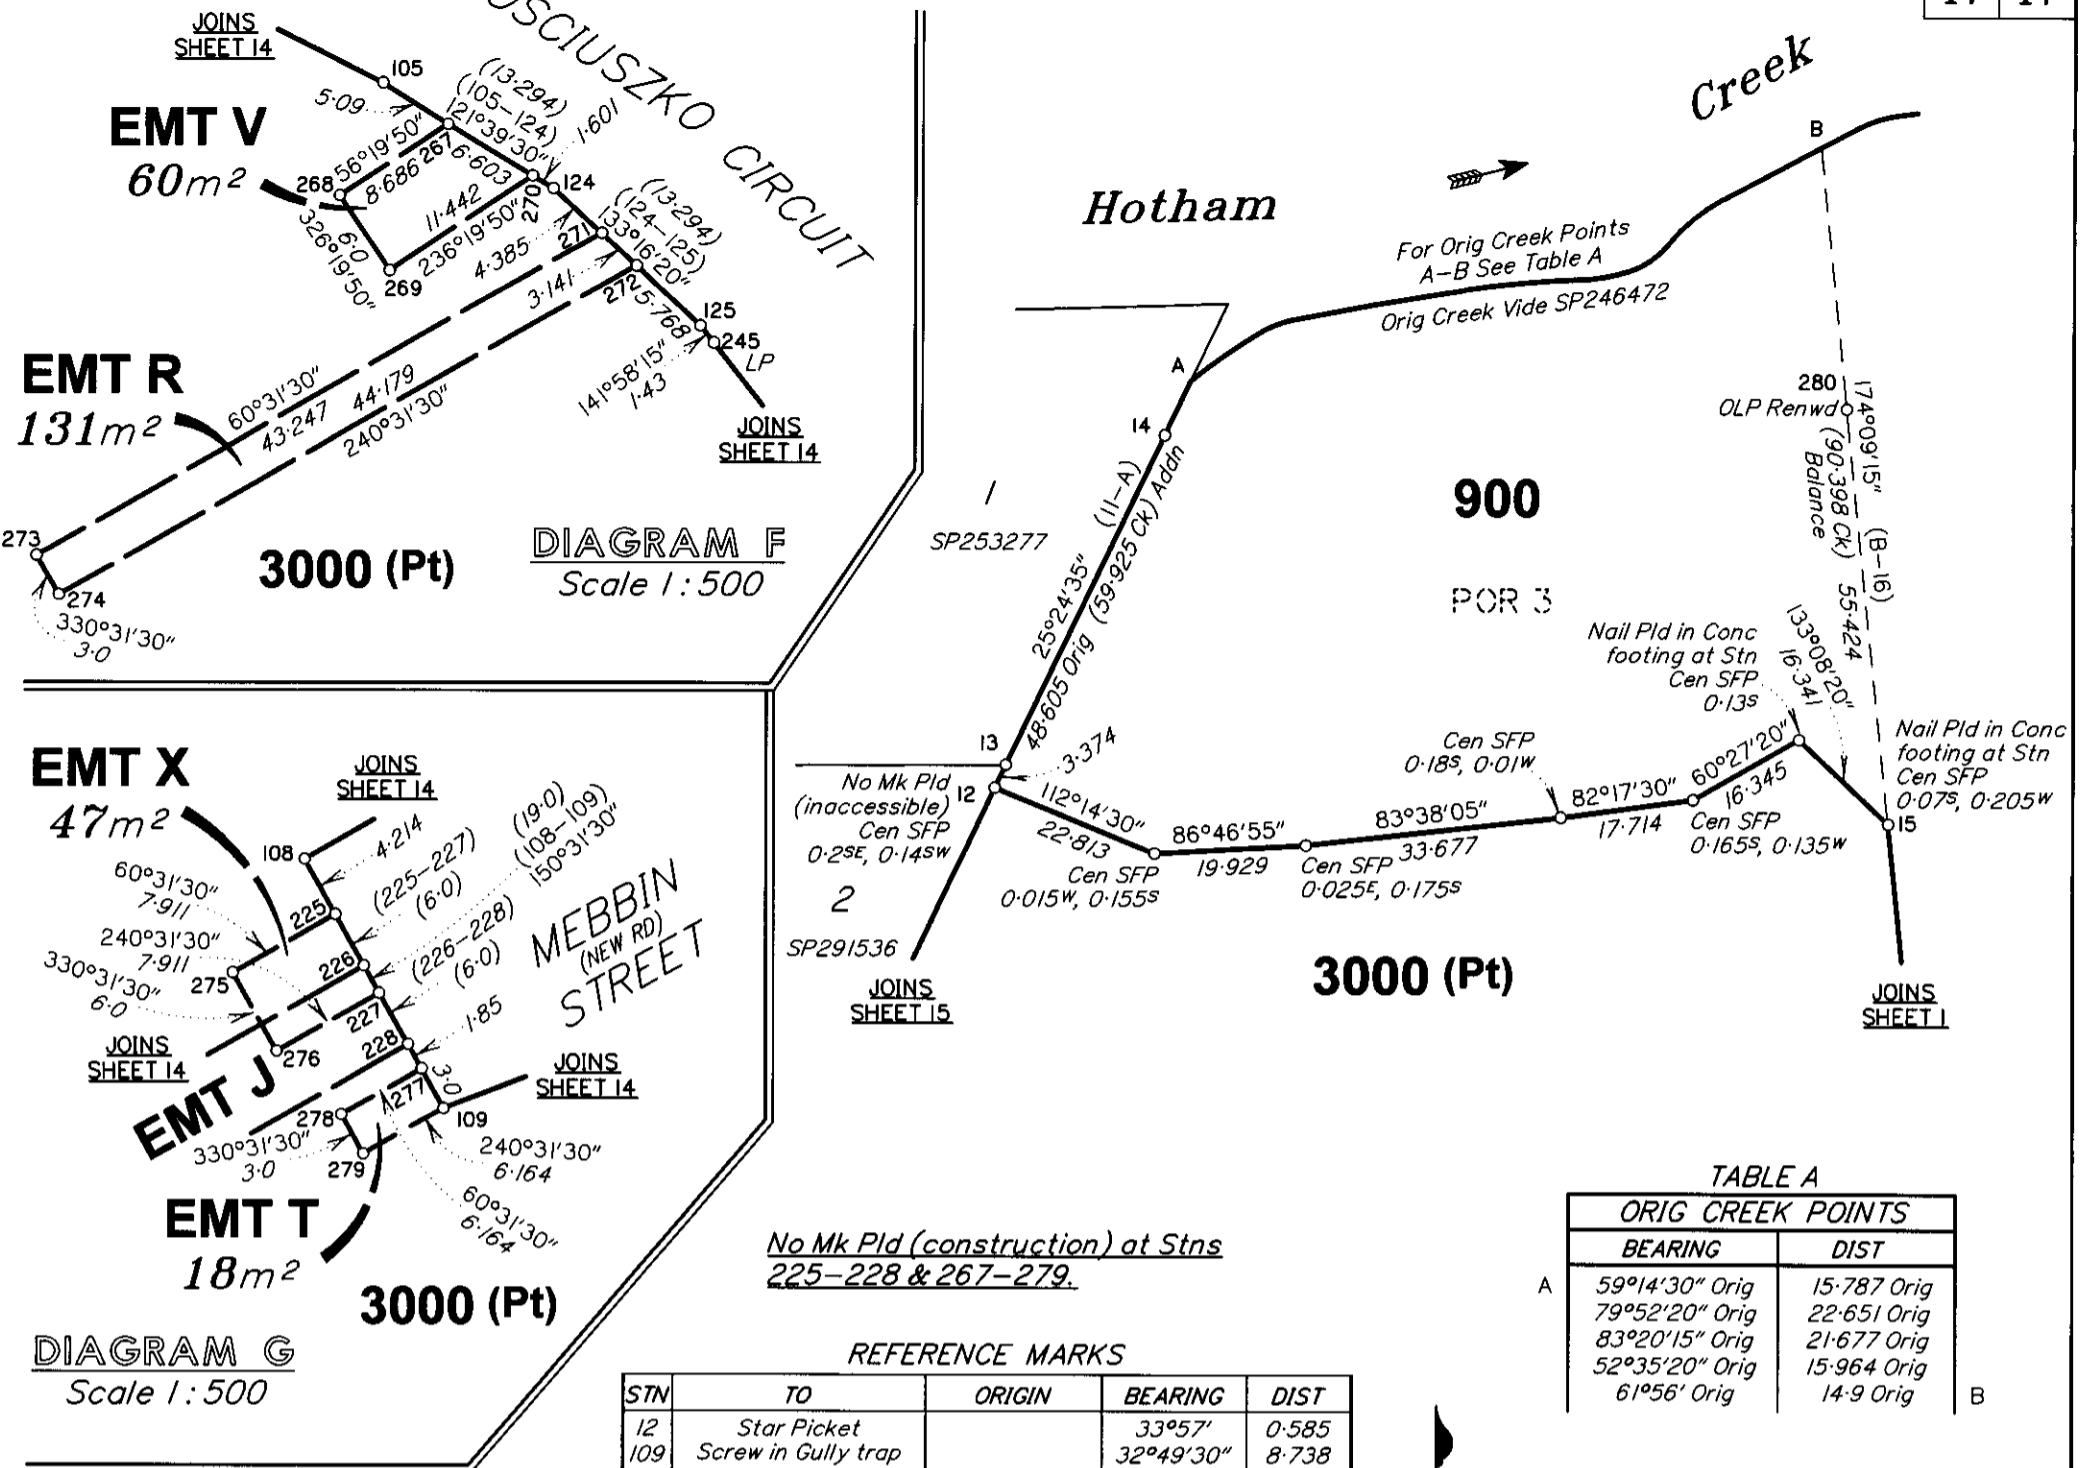 JOINS
SHEET 14
105
5·09
EMT V
60m²
USCIUSZKO CIRCUIT
(13·294)
(105–124)
121°39'30"
1·601
56°19'50"
8·686
267
6·603
268
124
270
11·442
236°19'50"
6·0
326°19'50"
269
(13·294)
(124–125)
133°16'20"
271
4·385
3·141
272
5·768
125
245
LP
141°58'15"
1·43
JOINS
SHEET 14
EMT R
131m²
60°31'30"
43·247
44·179
240°31'30"
273
274
330°31'30"
3·0
3000 (Pt)
DIAGRAM F
Scale 1:500
EMT X
47m²
JOINS
SHEET 14
108
4·214
60°31'30"
7·911
225
(225–227)
(6·0)
(19·0)
(108–109)
150°31'30"
240°31'30"
7·911
330°31'30"
6·0
275
226
(226–228)
(6·0)
MEBBIN
(NEW RD)
STREET
227
276
228
1·85
JOINS
SHEET 14
EMT J
JOINS
SHEET 14
277
3·0
278
109
330°31'30"
3·0
279
240°31'30"
6·164
60°31'30"
6·164
EMT T
18m²
3000 (Pt)
DIAGRAM G
Scale 1:500
Hotham
Creek
B
For Orig Creek Points
A–B See Table A
Orig Creek Vide SP246472
A
14
280
OLP Renwd
174°09'15"
(B–16)
(90·398 Ck)
55·424
Balance
1
SP253277
(11–A)
25°24'35"
48·605 Orig (59·925 Ck) Addn
900
POR 3
13
3·374
12
No Mk Pld
(inaccessible)
Cen SFP
0·2SE, 0·14SW
2
SP291536
JOINS
SHEET 15
112°14'30"
22·813
Cen SFP
0·015W, 0·155S
86°46'55"
19·929
Cen SFP
0·025E, 0·175S
83°38'05"
33·677
Cen SFP
0·18S, 0·01W
82°17'30"
17·714
Cen SFP
0·165S, 0·135W
60°27'20"
16·345
Nail Pld in Conc
footing at Stn
Cen SFP
0·13S
133°08'20"
16·341
Nail Pld in Conc
footing at Stn
Cen SFP
0·07S, 0·205W
15
3000 (Pt)
JOINS
SHEET 1
No Mk Pld (construction) at Stns
225–228 & 267–279.
REFERENCE MARKS
STN TO ORIGIN BEARING DIST
12 Star Picket 33°57' 0·585
109 Screw in Gully trap 32°49'30" 8·738
TABLE A
ORIG CREEK POINTS
BEARING DIST
A 59°14'30" Orig 15·787 Orig
79°52'20" Orig 22·651 Orig
83°20'15" Orig 21·677 Orig
52°35'20" Orig 15·964 Orig
61°56' Orig 14·9 Orig B